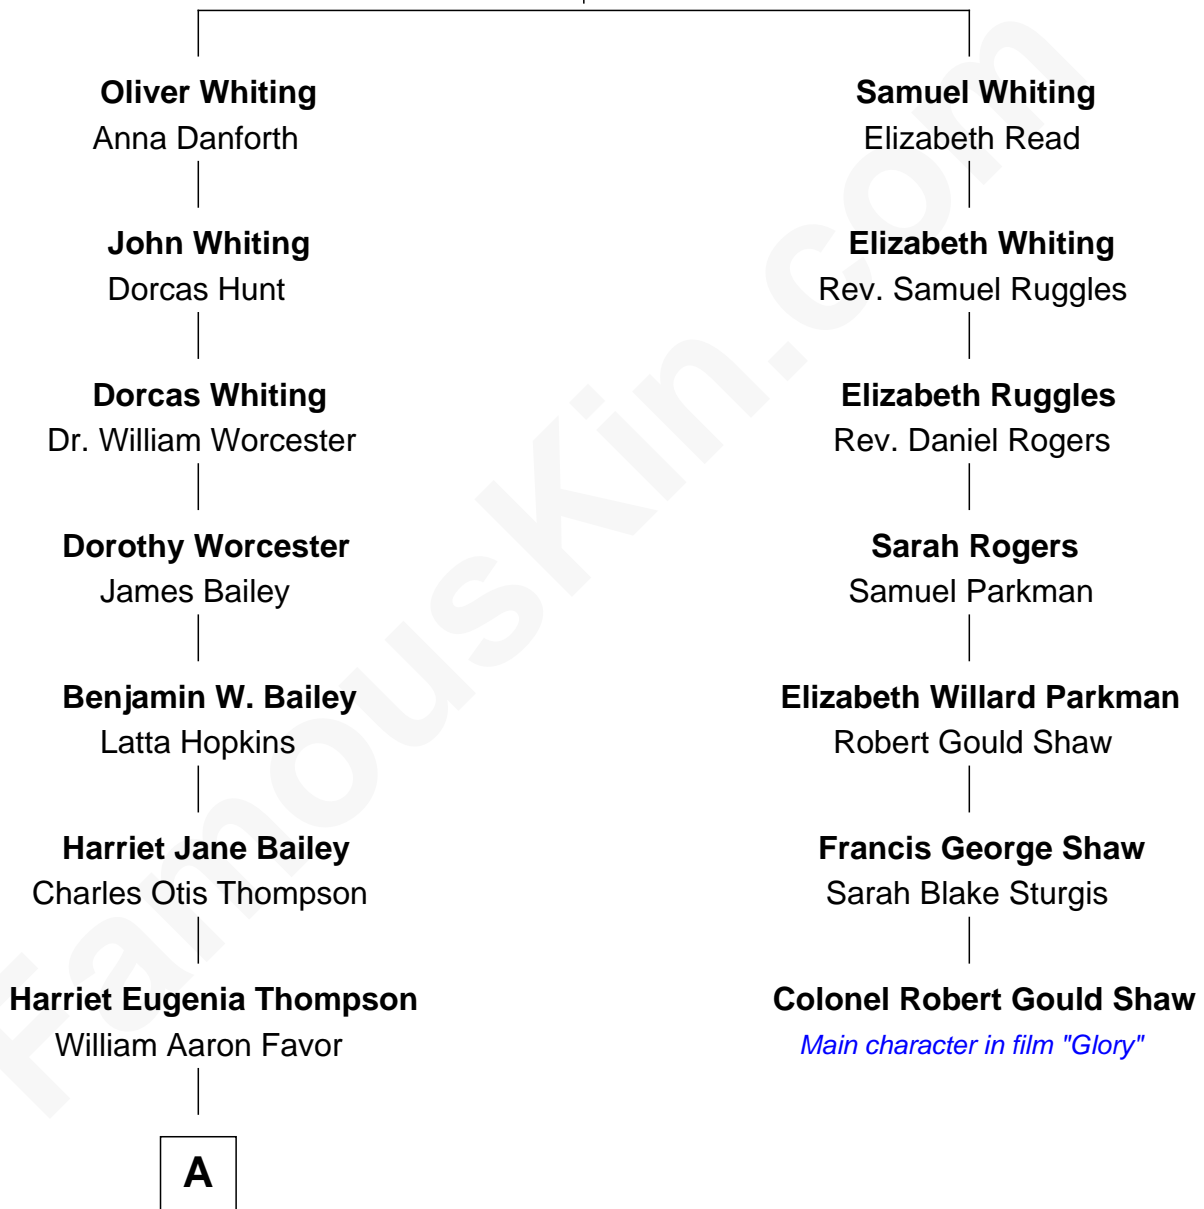 Oliver Whiting
Anna Danforth
John Whiting
Dorcas Hunt
Dorcas Whiting
Dr. William Worcester
Dorothy Worcester
James Bailey
Benjamin W. Bailey
Latta Hopkins
Harriet Jane Bailey
Charles Otis Thompson
Harriet Eugenia Thompson
William Aaron Favor
A
Samuel Whiting
Elizabeth Read
Elizabeth Whiting
Rev. Samuel Ruggles
Elizabeth Ruggles
Rev. Daniel Rogers
Sarah Rogers
Samuel Parkman
Elizabeth Willard Parkman
Robert Gould Shaw
Francis George Shaw
Sarah Blake Sturgis
Colonel Robert Gould Shaw
Main character in film "Glory"
FamousKin.com